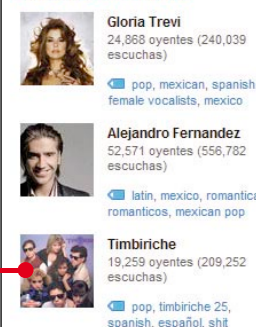 Gloria Trevi
24,868 oyentes (240,039
escuchas)
pop, mexican, spanish
female vocalists, mexico
Alejandro Fernandez
52,571 oyentes (556,782
escuchas)
latin, mexico, romantica
romanticos, mexican pop
Timbiriche
19,259 oyentes (209,252
escuchas)
pop, timbiriche 25,
spanish, español, shit